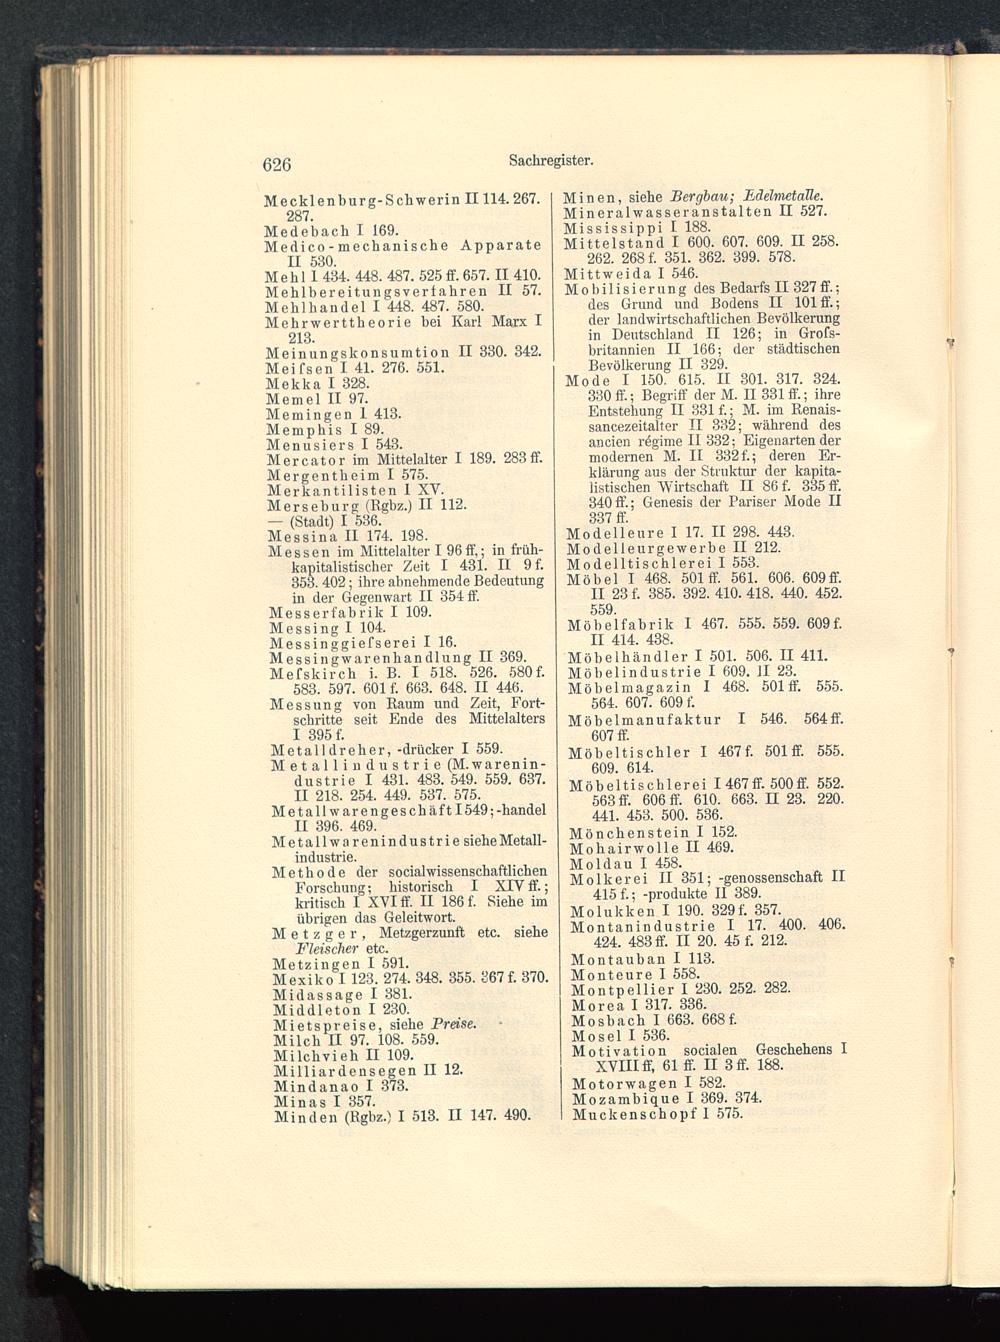 626
Sachregister.
Mecklenburg-Schwerin II 114. 267.
287.
Medebach I 169.
Medico-mechanische Apparate
II 530.
Mehl I 434. 448. 487. 525 ff. 657. II 410.
Mehlbereitungsverfahren II 57.
Mehlhandel I 448. 487. 580.
Mehrwerttheorie bei Karl Marx I
213.
Meinungskonsumtion II 330. 342.
Meifsen I 41. 276. 551.
Mekka I 328.
Memel II 97.
Memingen I 413.
Memphis I 89.
Menusiers I 543.
Mercator im Mittelalter I 189. 283 ff.
Mergentheim I 575.
Merkantilisten I XV.
Merseburg (Rgbz.) II 112.
— (Stadt) I 536.
Messina II 174. 198.
Messen im Mittelalter I 96 ff,; in früh-
kapitalistischer Zeit I 431. II 9 f.
353. 402; ihre abnehmende Bedeutung
in der Gegenwart II 354 ff.
Messerfabrik I 109.
Messing I 104.
Messinggiefserei I 16.
Messingwarenhandlung II 369.
Mefskirch i. B. I 518. 526. 580 f.
583. 597. 601 f. 663. 648. II 446.
Messung von Raum und Zeit, Fort-
schritte seit Ende des Mittelalters
I 395 f.
Metalldreher, -drücker I 559.
Metallindustrie (M.warenin-
dustrie I 431. 483. 549. 559. 637.
II 218. 254. 449. 537. 575.
Metallwarengeschäft I 549; -handel
II 396. 469.
Metallwarenindustrie siehe Metall-
industrie.
Methode der socialwissenschaftlichen
Forschung; historisch I XIV ff.;
kritisch I XVI ff. II 186 f. Siehe im
übrigen das Geleitwort.
Metzger, Metzgerzunft etc. siehe
Fleischer etc.
Metzingen I 591.
Mexiko I 123. 274. 348. 355. 367 f. 370.
Midassage I 381.
Middleton I 230.
Mietspreise, siehe Preise.
Milch II 97. 108. 559.
Milchvieh II 109.
Milliardensegen II 12.
Mindanao I 373.
Minas I 357.
Minden (Rgbz.) I 513. II 147. 490.
Minen, siehe Bergbau; Edelmetalle.
Mineralwasseranstalten II 527.
Mississippi I 188.
Mittelstand I 600. 607. 609. II 258.
262. 268 f. 351. 362. 399. 578.
Mittweida I 546.
Mobilisierung des Bedarfs II 327 ff.;
des Grund und Bodens II 101 ff.;
der landwirtschaftlichen Bevölkerung
in Deutschland II 126; in Grofs-
britannien II 166; der städtischen
Bevölkerung II 329.
Mode I 150. 615. II 301. 317. 324.
330 ff.; Begriff der M. II 331 ff.; ihre
Entstehung II 331 f.; M. im Renais-
sancezeitalter II 332; während des
ancien régime II 332; Eigenarten der
modernen M. II 332 f.; deren Er-
klärung aus der Struktur der kapita-
listischen Wirtschaft II 86 f. 335 ff.
340 ff.; Genesis der Pariser Mode II
337 ff.
Modelleure I 17. II 298. 443.
Modelleurgewerbe II 212.
Modelltischlerei I 553.
Möbel I 468. 501 ff. 561. 606. 609 ff.
II 23 f. 385. 392. 410. 418. 440. 452.
559.
Möbelfabrik I 467. 555. 559. 609 f.
II 414. 438.
Möbelhändler I 501. 506. II 411.
Möbelindustrie I 609. II 23.
Möbelmagazin I 468. 501 ff. 555.
564. 607. 609 f.
Möbelmanufaktur I 546. 564 ff.
607 ff.
Möbeltischler I 467 f. 501 ff. 555.
609. 614.
Möbeltischlerei I 467 ff. 500 ff. 552.
563 ff. 606 ff. 610. 663. II 23. 220.
441. 453. 500. 536.
Mönchenstein I 152.
Mohairwolle II 469.
Moldau I 458.
Molkerei II 351; -genossenschaft II
415 f.; -produkte II 389.
Molukken I 190. 329 f. 357.
Montanindustrie I 17. 400. 406.
424. 483 ff. II 20. 45 f. 212.
Montauban I 113.
Monteure I 558.
Montpellier I 230. 252. 282.
Morea I 317. 336.
Mosbach I 663. 668 f.
Mosel I 536.
Motivation socialen Geschehens I
XVIII ff, 61 ff. II 3 ff. 188.
Motorwagen I 582.
Mozambique I 369. 374.
Muckenschopf I 575.